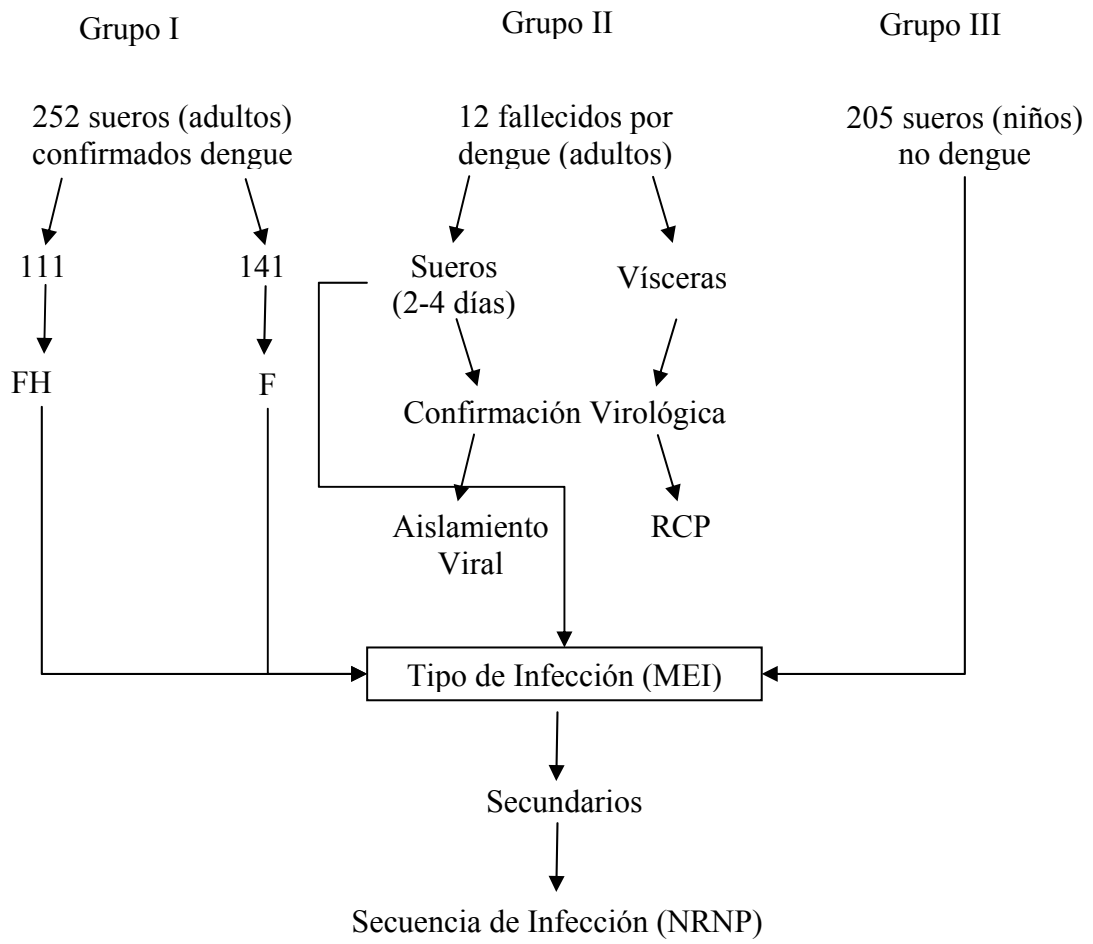 Grupo I
Grupo II
Grupo III
252 sueros (adultos)
confirmados dengue
12 fallecidos por
dengue (adultos)
205 sueros (niños)
no dengue
111
141
Sueros
(2-4 días)
Vísceras
FH
F
Confirmación Virológica
Aislamiento
Viral
RCP
Tipo de Infección (MEI)
Secundarios
Secuencia de Infección (NRNP)